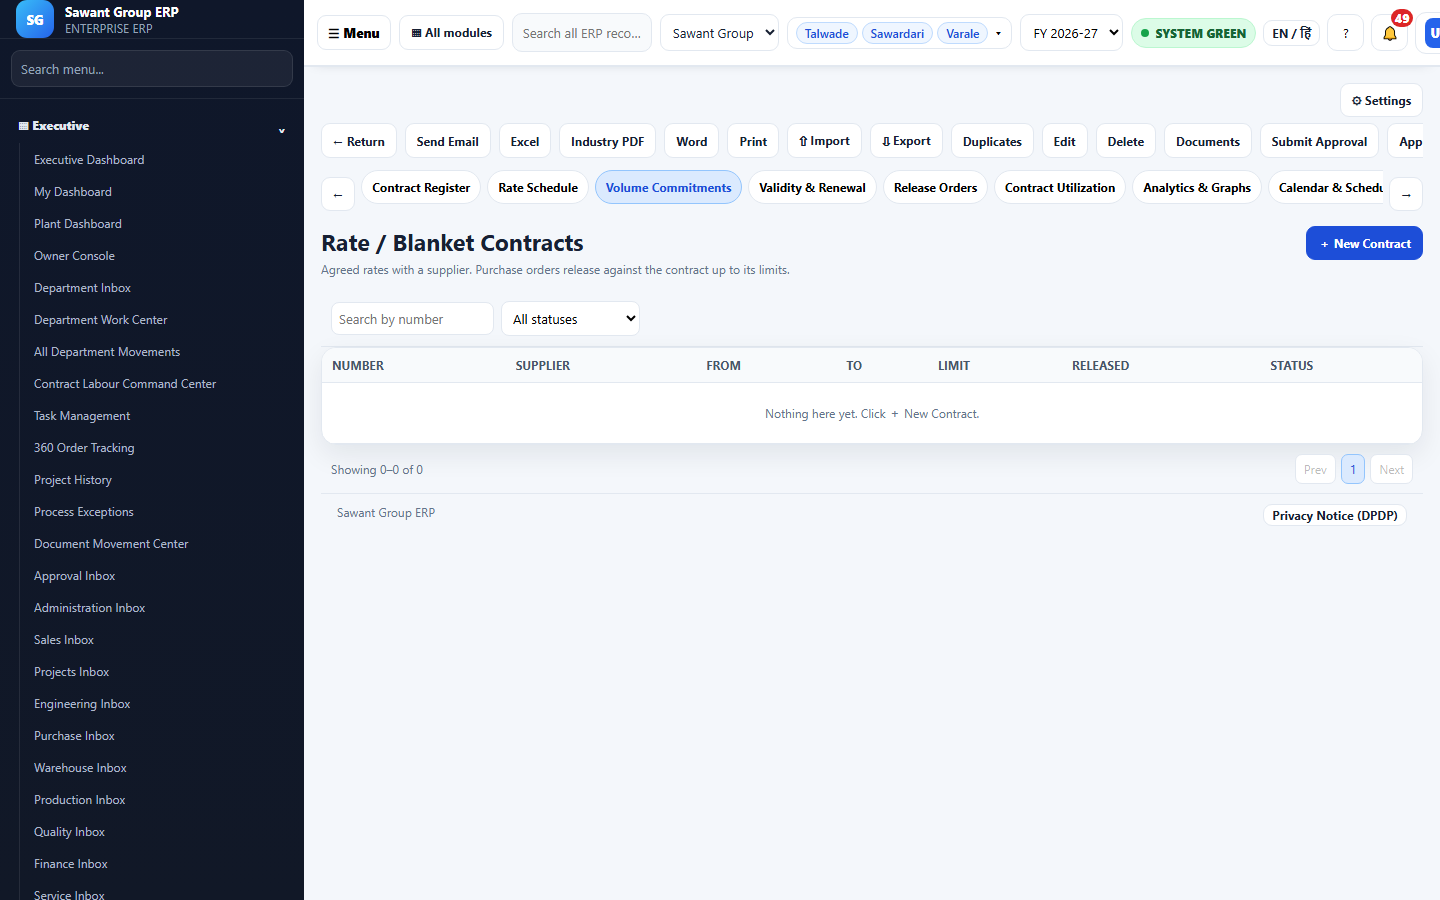 SG
Sawant Group ERP
ENTERPRISE ERP
Search menu...
Executive
Executive Dashboard
My Dashboard
Plant Dashboard
Owner Console
Department Inbox
Department Work Center
All Department Movements
Contract Labour Command Center
Task Management
360 Order Tracking
Project History
Process Exceptions
Document Movement Center
Approval Inbox
Administration Inbox
Sales Inbox
Projects Inbox
Engineering Inbox
Purchase Inbox
Warehouse Inbox
Production Inbox
Quality Inbox
Finance Inbox
Service Inbox
☰ Menu
All modules
Search all ERP reco...
Sawant Group
Talwade
Sawardari
Varale
FY 2026-27
SYSTEM GREEN
EN / हिं
?
49
U
⚙ Settings
← Return
Send Email
Excel
Industry PDF
Word
Print
⇧ Import
⇩ Export
Duplicates
Edit
Delete
Documents
Submit Approval
App
←
Contract Register
Rate Schedule
Volume Commitments
Validity & Renewal
Release Orders
Contract Utilization
Analytics & Graphs
Calendar & Schedu
→
Rate / Blanket Contracts
+ New Contract
Agreed rates with a supplier. Purchase orders release against the contract up to its limits.
Search by number
All statuses
NUMBER SUPPLIER FROM TO LIMIT RELEASED STATUS
Nothing here yet. Click + New Contract.
Showing 0–0 of 0
Prev
1
Next
Sawant Group ERP
Privacy Notice (DPDP)